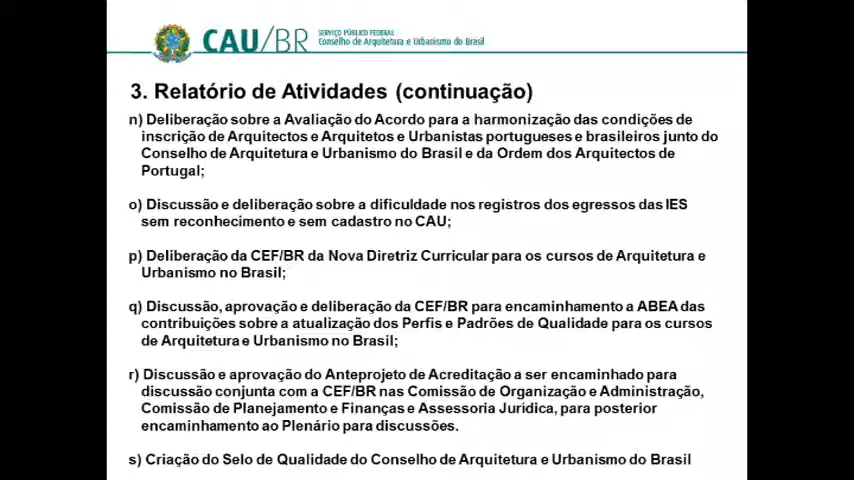 CAU/BR
SERVIÇO PÚBLICO FEDERAL
Conselho de Arquitetura e Urbanismo do Brasil
3. Relatório de Atividades (continuação)
n) Deliberação sobre a Avaliação do Acordo para a harmonização das condições de
inscrição de Arquitectos e Arquitetos e Urbanistas portugueses e brasileiros junto do
Conselho de Arquitetura e Urbanismo do Brasil e da Ordem dos Arquitectos de
Portugal;
o) Discussão e deliberação sobre a dificuldade nos registros dos egressos das IES
sem reconhecimento e sem cadastro no CAU;
p) Deliberação da CEF/BR da Nova Diretriz Curricular para os cursos de Arquitetura e
Urbanismo no Brasil;
q) Discussão, aprovação e deliberação da CEF/BR para encaminhamento a ABEA das
contribuições sobre a atualização dos Perfis e Padrões de Qualidade para os cursos
de Arquitetura e Urbanismo no Brasil;
r) Discussão e aprovação do Anteprojeto de Acreditação a ser encaminhado para
discussão conjunta com a CEF/BR nas Comissão de Organização e Administração,
Comissão de Planejamento e Finanças e Assessoria Jurídica, para posterior
encaminhamento ao Plenário para discussões.
s) Criação do Selo de Qualidade do Conselho de Arquitetura e Urbanismo do Brasil